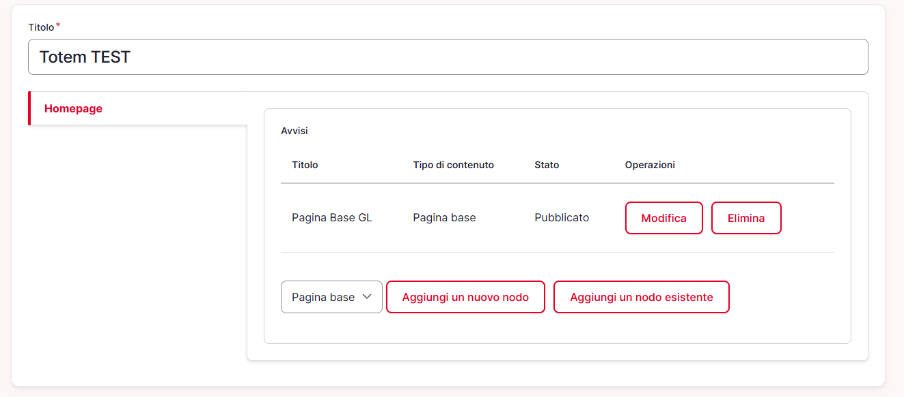 Titolo*
Totem TEST
Homepage
Avvisi
Titolo Tipo di contenuto Stato Operazioni
Pagina Base GL Pagina base Pubblicato Modifica Elimina
Pagina base Aggiungi un nuovo nodo Aggiungi un nodo esistente